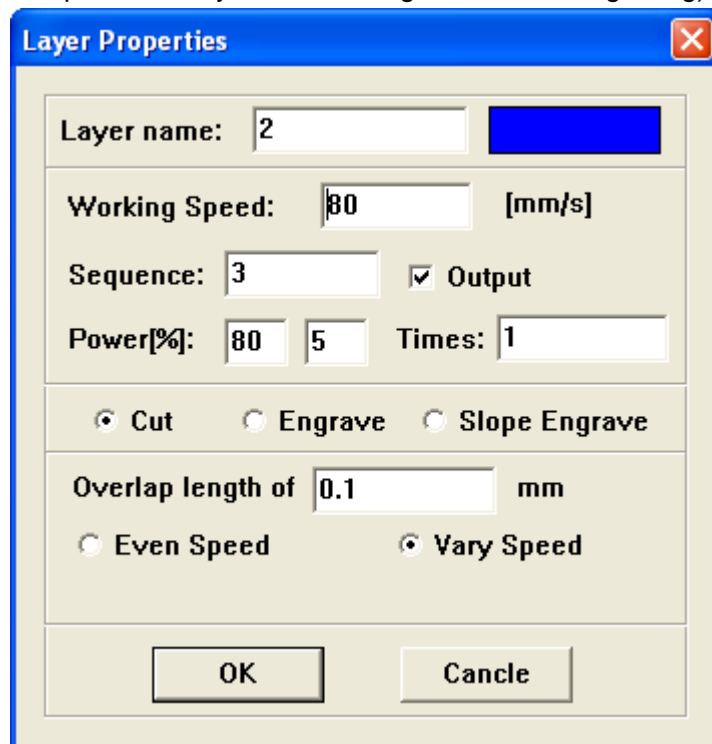 Layer Properties
Layer name: 2
Working Speed: 80 [mm/s]
Sequence: 3 Output
Power[%]: 80 5 Times: 1
Cut Engrave Slope Engrave
Overlap length of 0.1 mm
Even Speed Vary Speed
OK Cancle